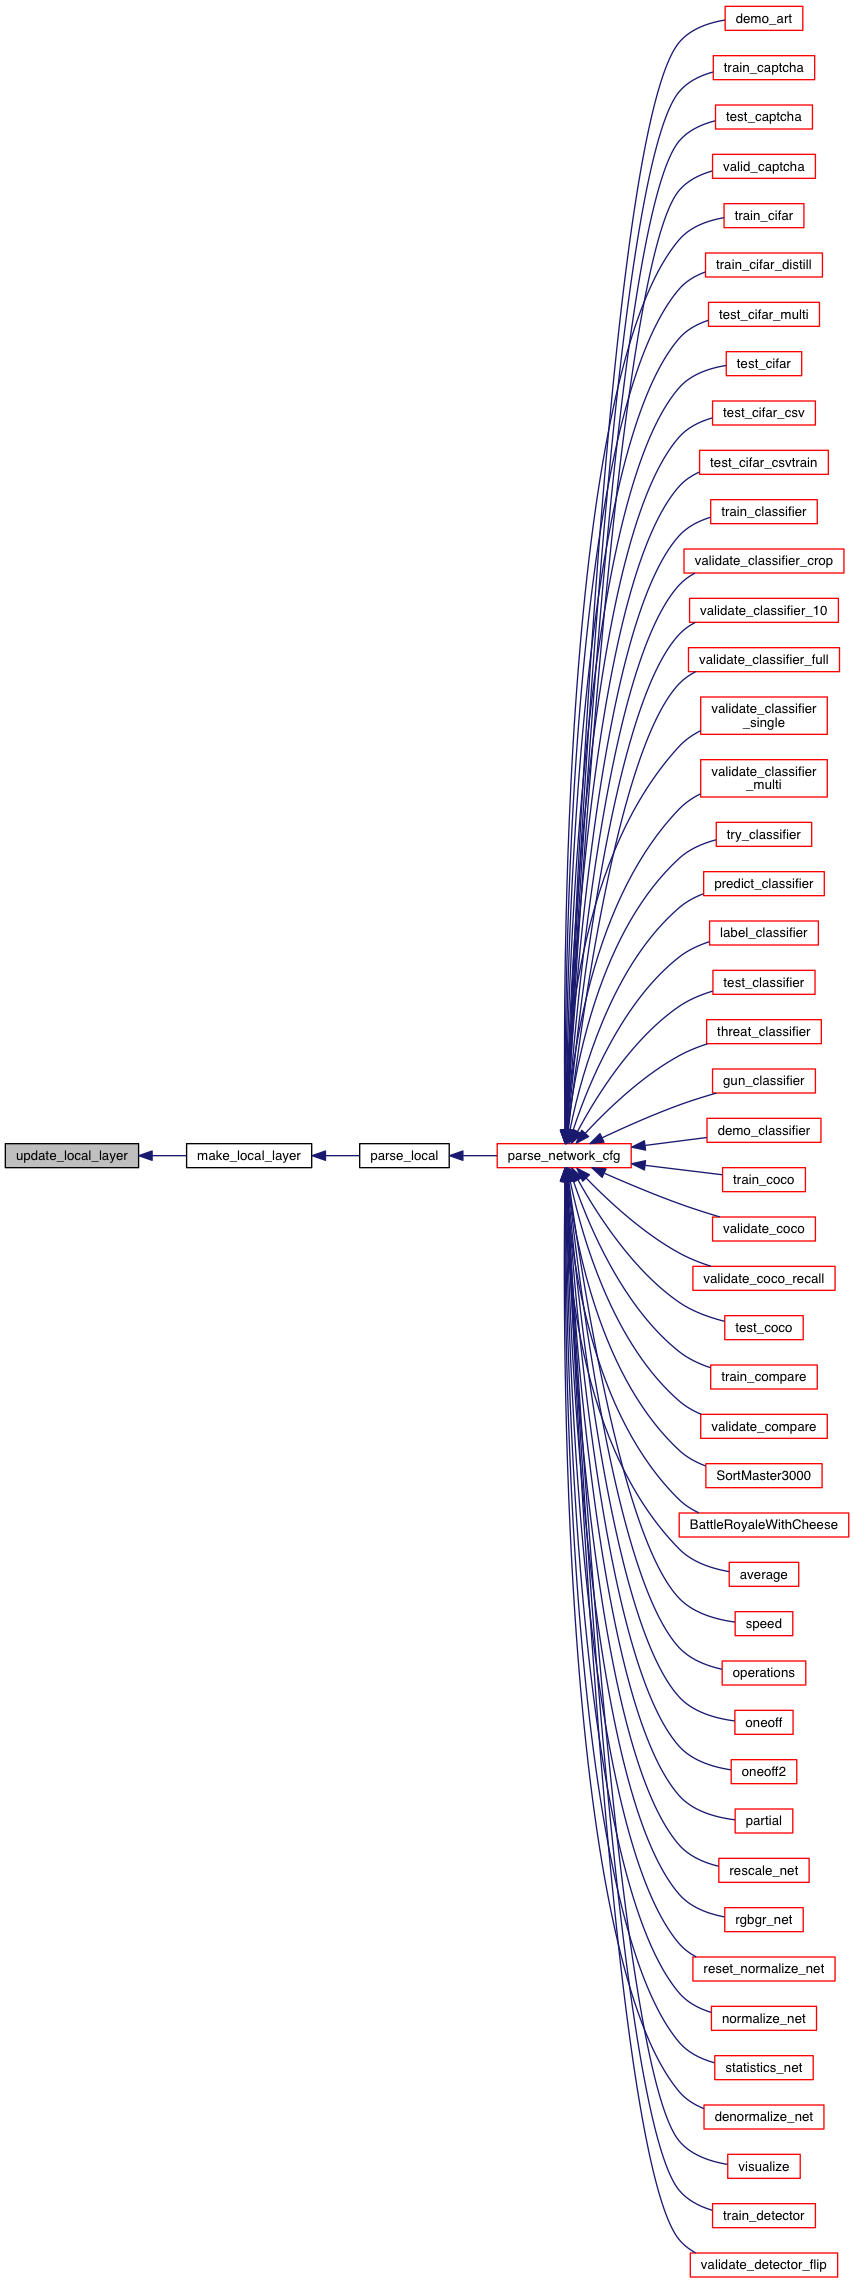 demo_art
train_captcha
test_captcha
valid_captcha
train_cifar
train_cifar_distill
test_cifar_multi
test_cifar
test_cifar_csv
test_cifar_csvtrain
train_classifier
validate_classifier_crop
validate_classifier_10
validate_classifier_full
validate_classifier
_single
validate_classifier
_multi
try_classifier
predict_classifier
label_classifier
test_classifier
threat_classifier
gun_classifier
demo_classifier
update_local_layer
make_local_layer
parse_local
parse_network_cfg
train_coco
validate_coco
validate_coco_recall
test_coco
train_compare
validate_compare
SortMaster3000
BattleRoyaleWithCheese
average
speed
operations
oneoff
oneoff2
partial
rescale_net
rgbgr_net
reset_normalize_net
normalize_net
statistics_net
denormalize_net
visualize
train_detector
validate_detector_flip